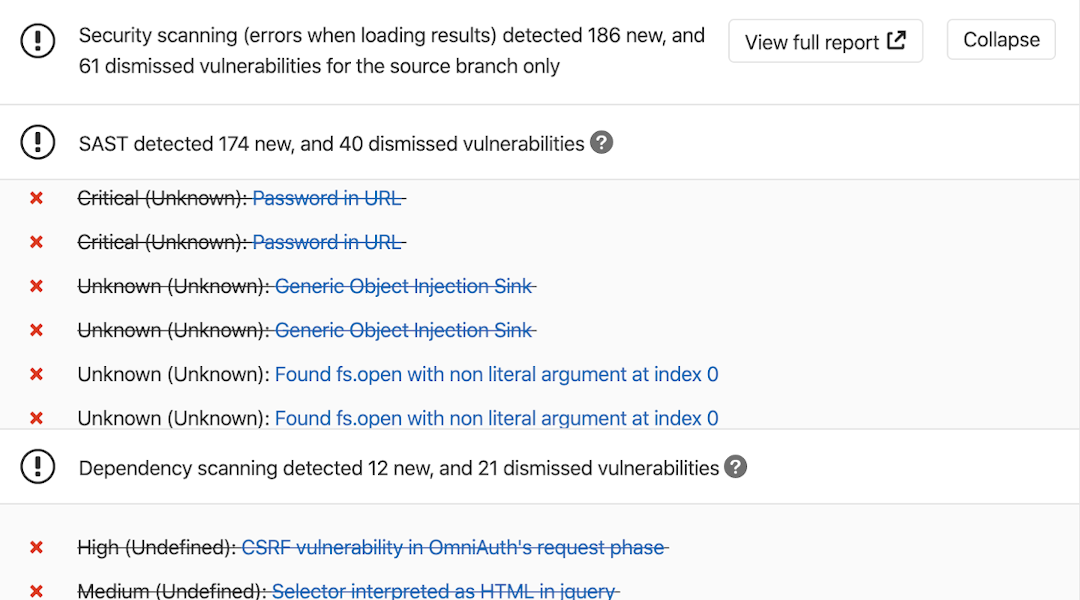 Security scanning (errors when loading results) detected 186 new, and
61 dismissed vulnerabilities for the source branch only
View full report
Collapse
SAST detected 174 new, and 40 dismissed vulnerabilities ?
Critical (Unknown): Password in URL
Critical (Unknown): Password in URL
Unknown (Unknown): Generic Object Injection Sink
Unknown (Unknown): Generic Object Injection Sink
Unknown (Unknown): Found fs.open with non literal argument at index 0
Unknown (Unknown): Found fs.open with non literal argument at index 0
Dependency scanning detected 12 new, and 21 dismissed vulnerabilities ?
High (Undefined): CSRF vulnerability in OmniAuth's request phase
Medium (Undefined): Selector interpreted as HTML in jquery